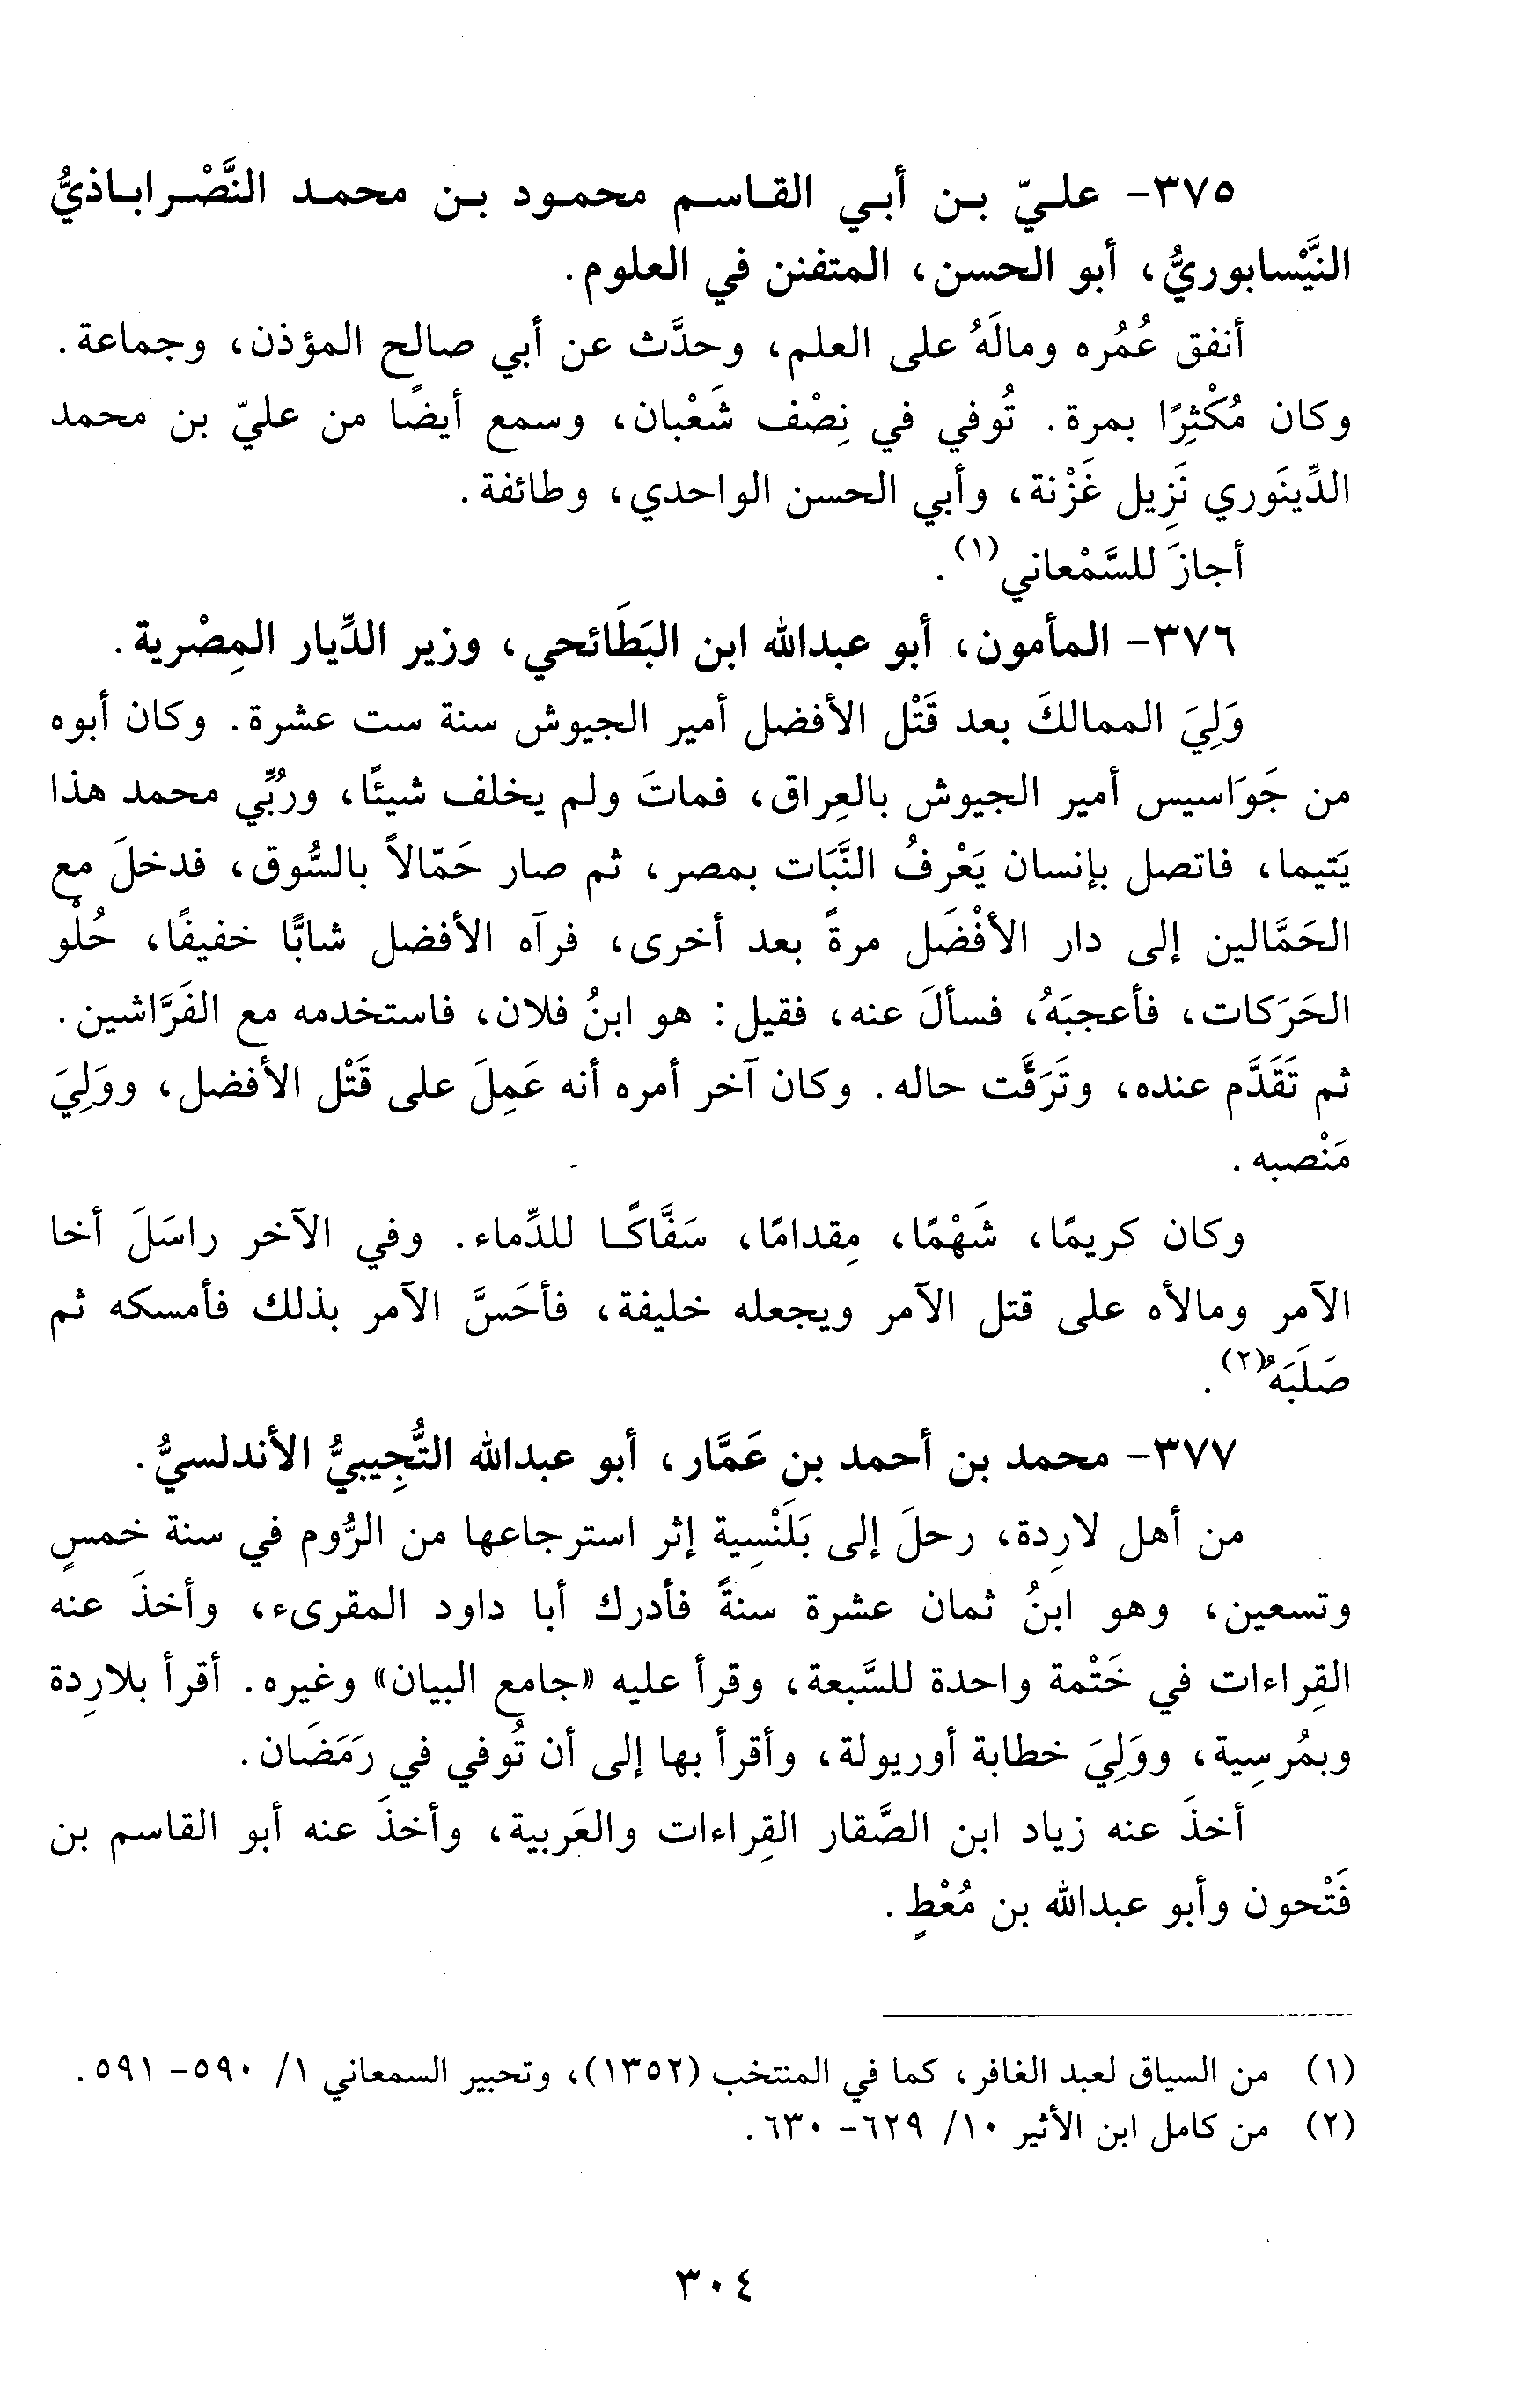 ٣٧٥- عليّ بن أبي القاسم محمود بن محمد النَّصْراباذيُّ
النَّيْسابوريُّ، أبو الحسن، المتفنن في العلوم.
أنفق عُمُره ومالَهُ على العلم، وحدَّث عن أبي صالح المؤذن، وجماعة.
وكان مُكْثِرًا بمرة. تُوفي في نِصْف شَعْبان، وسمع أيضًا من عليّ بن محمد
الدِّينَوري نَزِيل غَزْنة، وأبي الحسن الواحدي، وطائفة.
أجازَ للسَّمْعاني(١).
٣٧٦- المأمون، أبو عبدالله ابن البَطَائحي، وزير الدِّيار المِصْرية.
وَلِيَ الممالكَ بعد قَتْل الأفضل أمير الجيوش سنة ست عشرة. وكان أبوه
من جَوَاسيس أمير الجيوش بالعِراق، فماتَ ولم يخلف شيئًا، ورُبِّي محمد هذا
يَتيما، فاتصل بإنسان يَعْرفُ النَّبَات بمصر، ثم صار حَمّالاً بالسُّوق، فدخلَ مع
الحَمَّالين إلى دار الأفْضَل مرةً بعد أخرى، فرآه الأفضل شابًّا خفيفًا، حُلْو
الحَرَكات، فأعجبَهُ، فسألَ عنه، فقيل: هو ابنُ فلان، فاستخدمه مع الفَرَّاشين.
ثم تَقَدَّم عنده، وتَرَقَّت حاله. وكان آخر أمره أنه عَمِلَ على قَتْل الأفضل، ووَلِيَ
مَنْصبه.
وكان كريمًا، شَهْمًا، مِقدامًا، سَفَّاكًا للدِّماء. وفي الآخر راسَلَ أخا
الآمر ومالأه على قتل الآمر ويجعله خليفة، فأحَسَّ الآمر بذلك فأمسكه ثم
صَلَبَهُ(٢).
٣٧٧- محمد بن أحمد بن عَمَّار، أبو عبدالله التُّجِيبيُّ الأندلسيُّ.
من أهل لارِدة، رحلَ إلى بَلَنْسِية إثر استرجاعها من الرُّوم في سنة خمسٍ
وتسعين، وهو ابنُ ثمان عشرة سنةً فأدرك أبا داود المقرىء، وأخذَ عنه
القِراءات في خَتْمة واحدة للسَّبعة، وقرأ عليه «جامع البيان» وغيره. أقرأ بلارِدة
وبمُرسِية، ووَلِيَ خطابة أوريولة، وأقرأ بها إلى أن تُوفي في رَمَضَان.
أخذَ عنه زياد ابن الصَّقار القِراءات والعَربية، وأخذَ عنه أبو القاسم بن
فَتْحون وأبو عبدالله بن مُعْطٍ.
(١) من السياق لعبد الغافر، كما في المنتخب (١٣٥٢)، وتحبير السمعاني ١/ ٥٩٠- ٥٩١.
(٢) من كامل ابن الأثير ١٠/ ٦٢٩- ٦٣٠.
٣٠٤